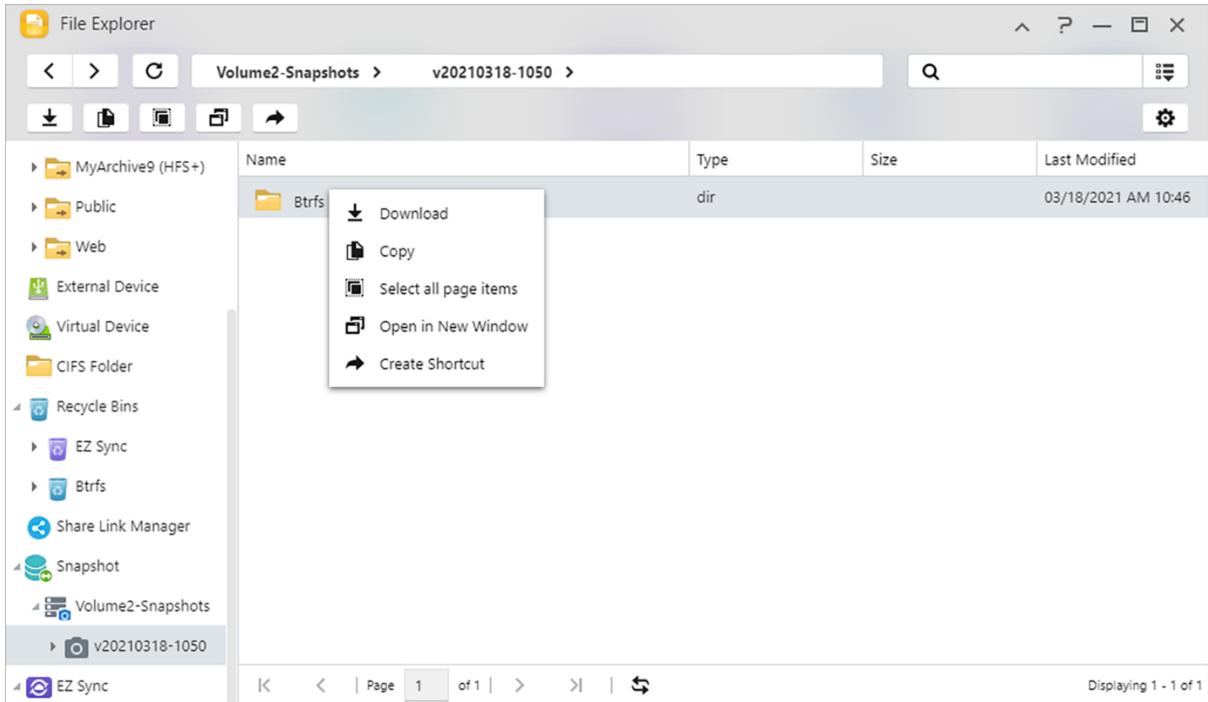 File Explorer
Volume2-Snapshots > v20210318-1050 >
MyArchive9 (HFS+)
Public
Web
External Device
Virtual Device
CIFS Folder
Recycle Bins
EZ Sync
Btrfs
Share Link Manager
Snapshot
Volume2-Snapshots
v20210318-1050
EZ Sync
Name Type Size Last Modified
Btrfs dir 03/18/2021 AM 10:46
Download
Copy
Select all page items
Open in New Window
Create Shortcut
Page 1 of 1
Displaying 1 - 1 of 1